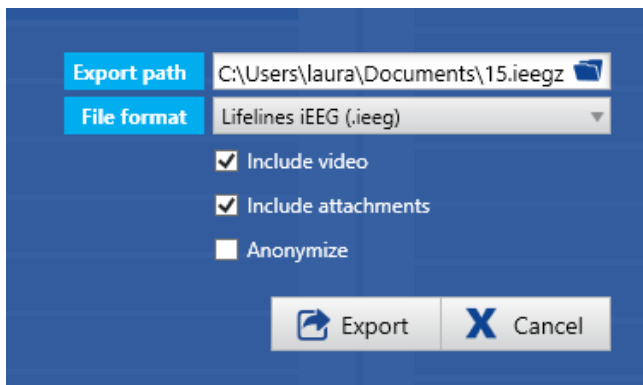 Export path C:\Users\laura\Documents\15.ieegz
File format Lifelines iEEG (.ieeg)
Include video
Include attachments
Anonymize
Export X Cancel